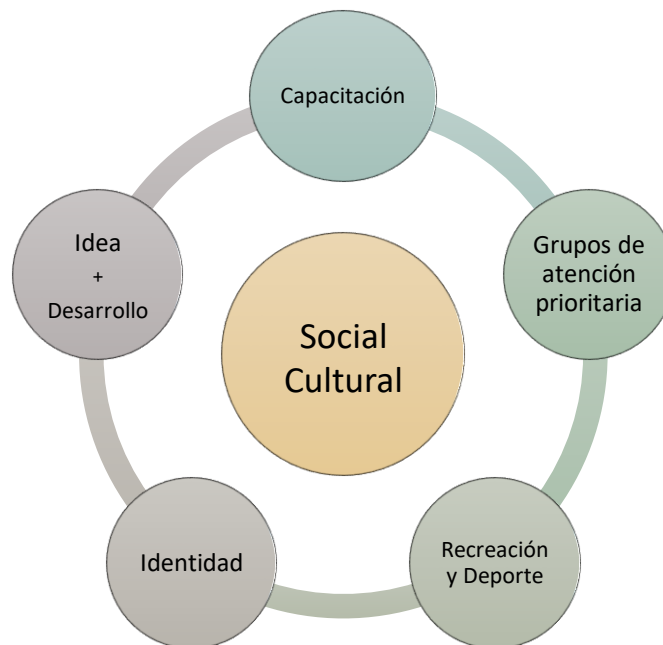 Capacitación
Grupos de
atención
prioritaria
Recreación
y Deporte
Identidad
Idea
+
Desarrollo
Social
Cultural